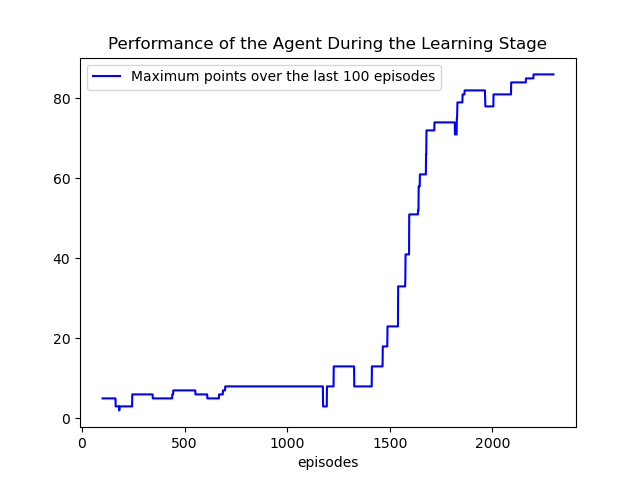 Performance of the Agent During the Learning Stage
Maximum points over the last 100 episodes
80
60
40
20
0
0 500 1000 1500 2000
episodes